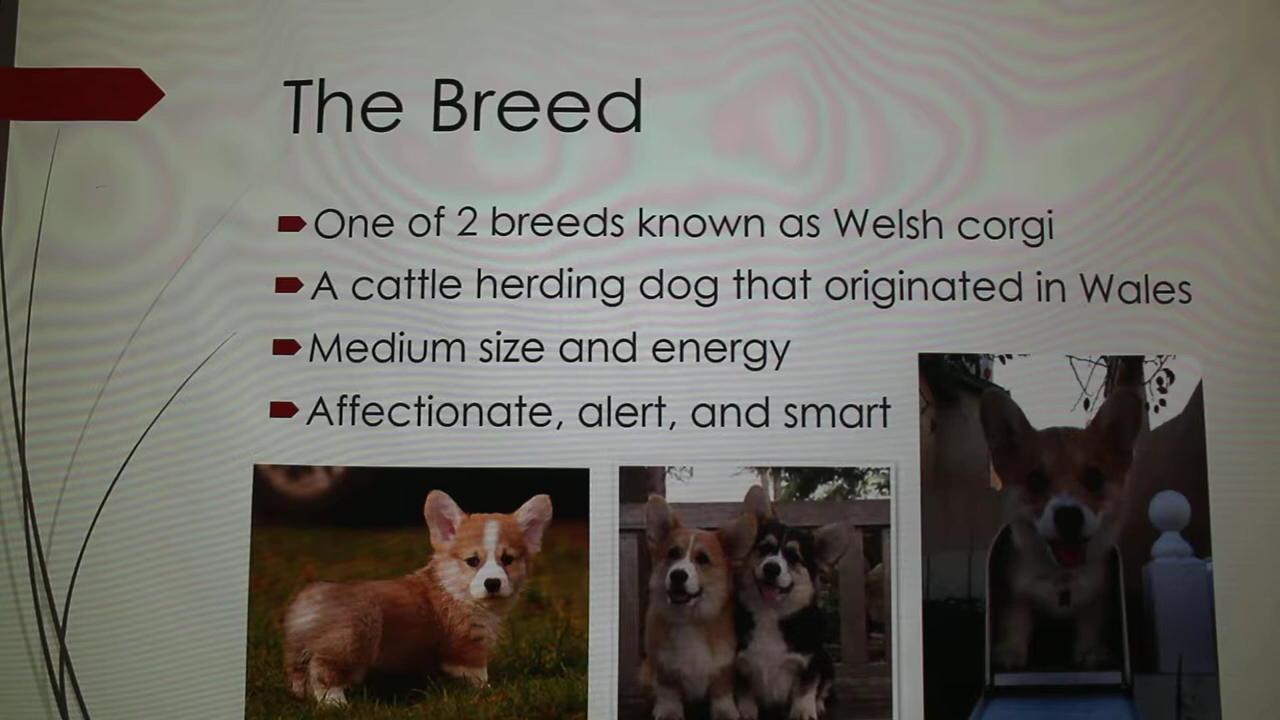 The Breed
One of 2 breeds known as Welsh corgi
A cattle herding dog that originated in Wales
Medium size and energy
Affectionate, alert, and smart